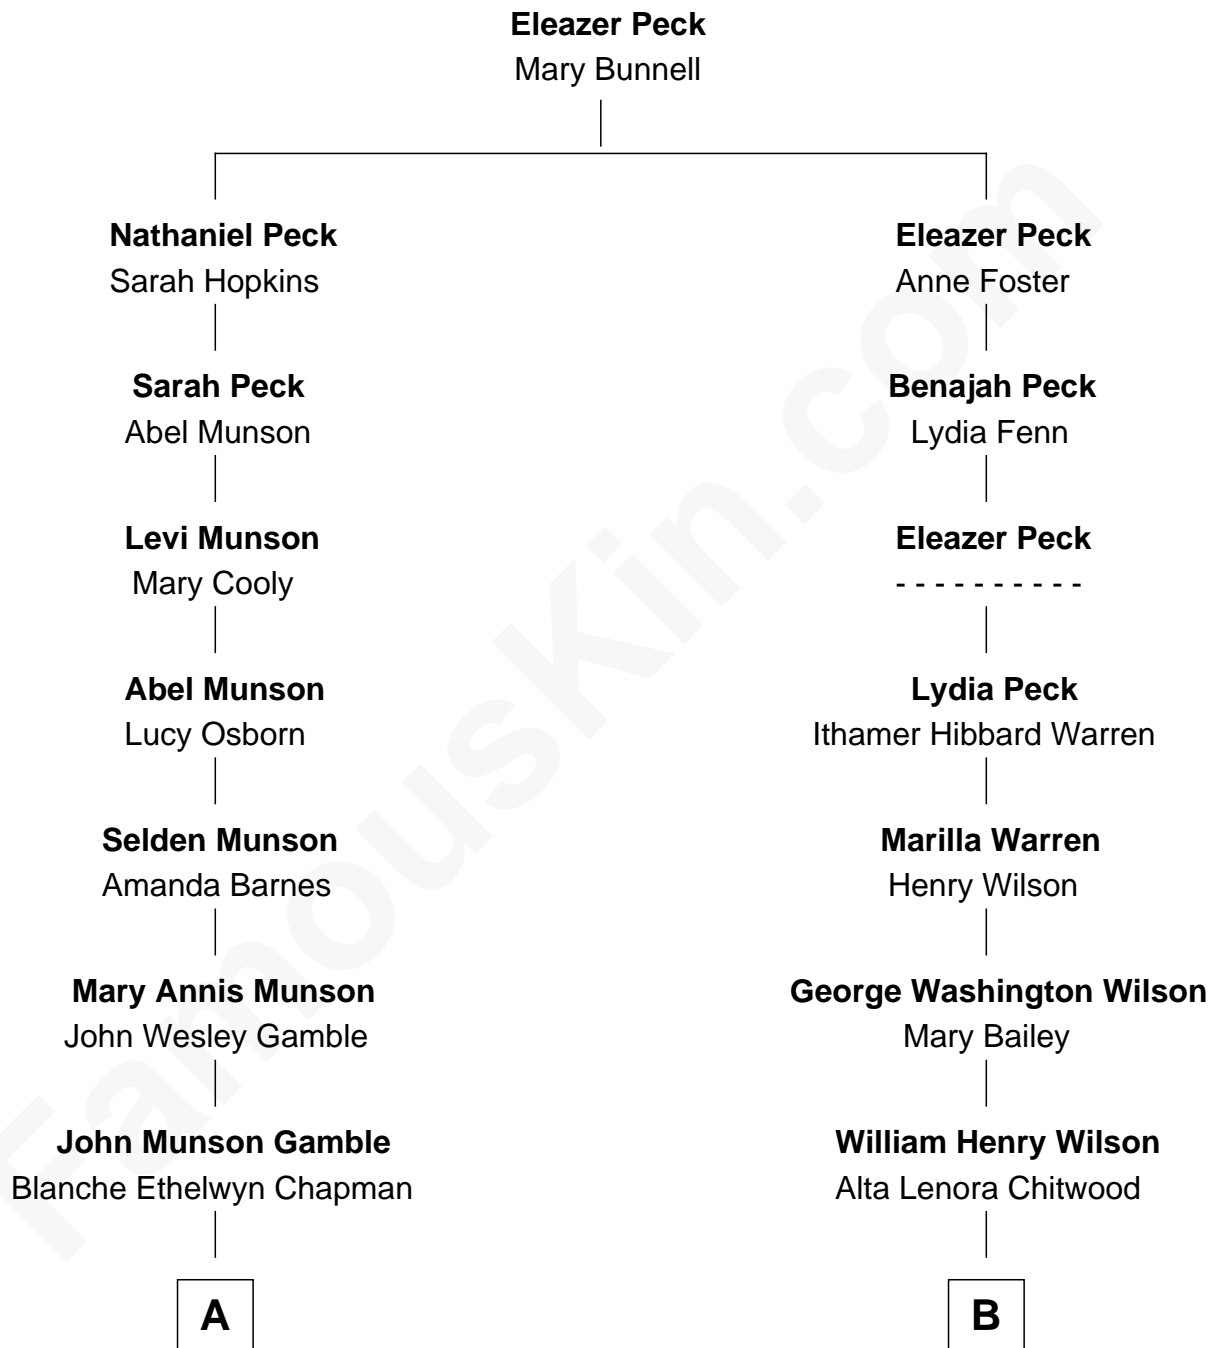 Eleazer Peck
Mary Bunnell
Nathaniel Peck
Sarah Hopkins
Eleazer Peck
Anne Foster
Sarah Peck
Abel Munson
Benajah Peck
Lydia Fenn
Levi Munson
Mary Cooly
Eleazer Peck
- - - - - - - - - -
Abel Munson
Lucy Osborn
Lydia Peck
Ithamer Hibbard Warren
Selden Munson
Amanda Barnes
Marilla Warren
Henry Wilson
Mary Annis Munson
John Wesley Gamble
George Washington Wilson
Mary Bailey
John Munson Gamble
Blanche Ethelwyn Chapman
William Henry Wilson
Alta Lenora Chitwood
A
B
FamousKin.com